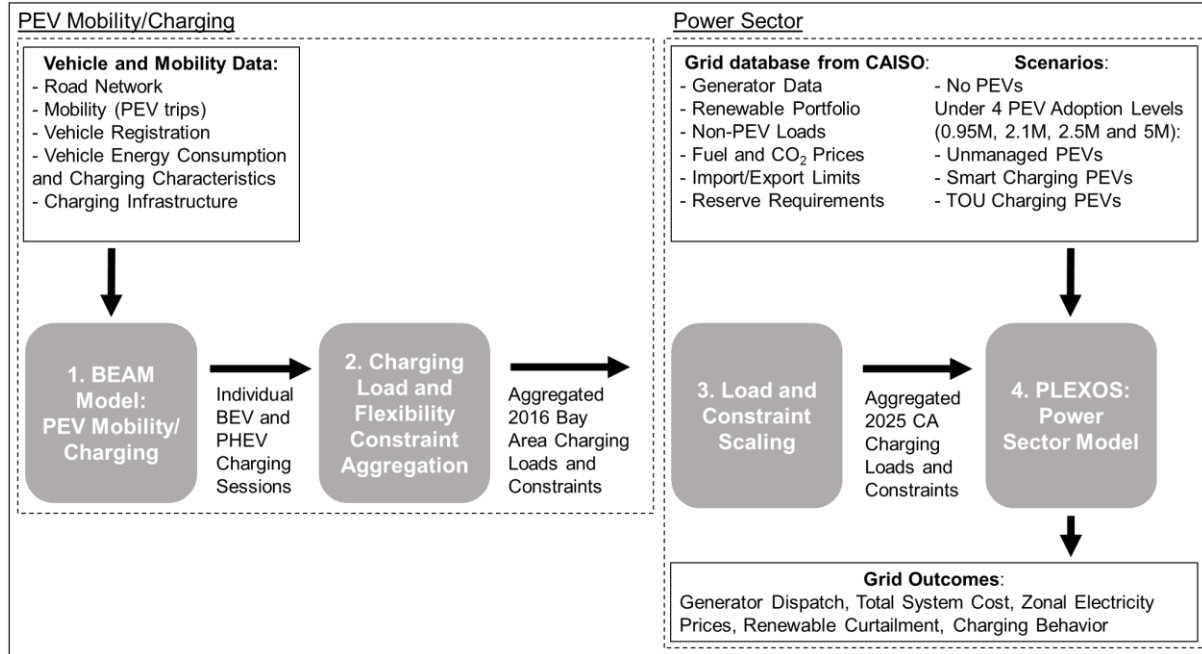 PEV Mobility/Charging
Vehicle and Mobility Data:
- Road Network
- Mobility (PEV trips)
- Vehicle Registration
- Vehicle Energy Consumption
and Charging Characteristics
- Charging Infrastructure
1. BEAM
Model:
PEV Mobility/
Charging
Individual
BEV and
PHEV
Charging
Sessions
2. Charging
Load and
Flexibility
Constraint
Aggregation
Aggregated
2016 Bay
Area Charging
Loads and
Constraints
Power Sector
Grid database from CAISO:
- Generator Data
- Renewable Portfolio
- Non-PEV Loads
- Fuel and CO₂ Prices
- Import/Export Limits
- Reserve Requirements
Scenarios:
- No PEVs
Under 4 PEV Adoption Levels
(0.95M, 2.1M, 2.5M and 5M):
- Unmanaged PEVs
- Smart Charging PEVs
- TOU Charging PEVs
3. Load and
Constraint
Scaling
Aggregated
2025 CA
Charging
Loads and
Constraints
4. PLEXOS:
Power
Sector Model
Grid Outcomes:
Generator Dispatch, Total System Cost, Zonal Electricity
Prices, Renewable Curtailment, Charging Behavior